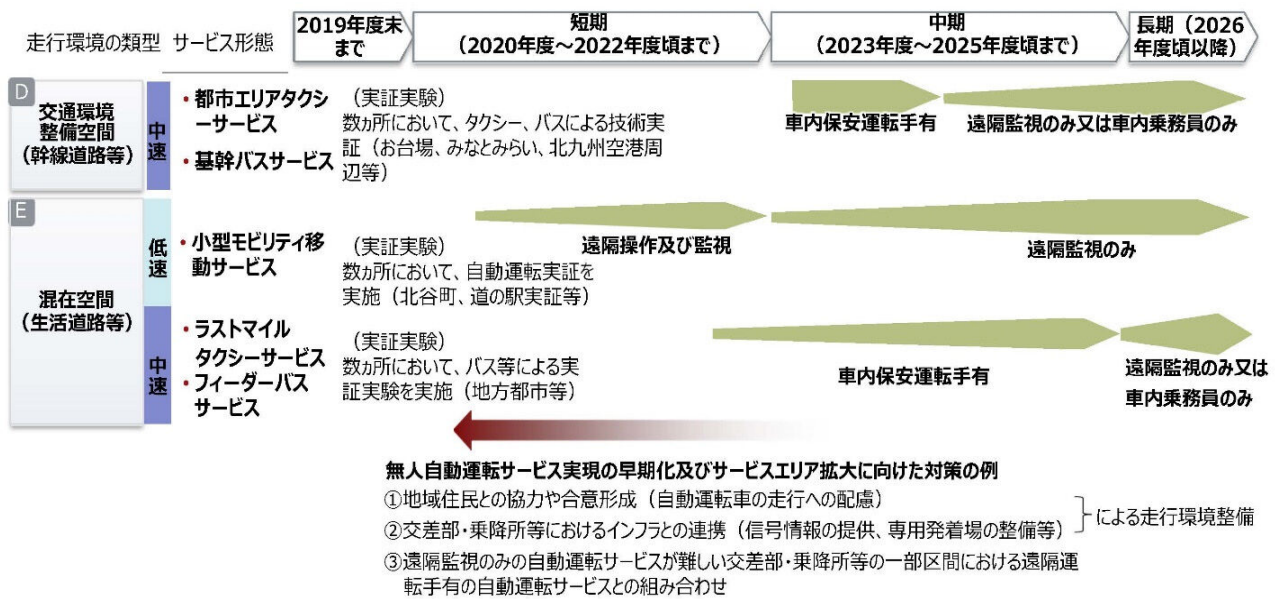 走行環境の類型 サービス形態
2019年度末
まで
短期
(2020年度~2022年度頃まで)
中期
(2023年度~2025年度頃まで)
長期(2026
年度頃以降)
D
交通環境
整備空間
(幹線道路等)
中速
・都市エリアタクシ
ーサービス
・基幹バスサービス
(実証実験)
数ヵ所において、タクシー、バスによる技術実
証(お台場、みなとみらい、北九州空港周
辺等)
車内保安運転手有
遠隔監視のみ又は車内乗務員のみ
E
混在空間
(生活道路等)
低速
・小型モビリティ移
動サービス
(実証実験)
数ヵ所において、自動運転実証を
実施(北谷町、道の駅実証等)
遠隔操作及び監視
遠隔監視のみ
中速
・ラストマイル
タクシーサービス
・フィーダーバス
サービス
(実証実験)
数ヵ所において、バス等による実
証実験を実施(地方都市等)
車内保安運転手有
遠隔監視のみ又は
車内乗務員のみ
無人自動運転サービス実現の早期化及びサービスエリア拡大に向けた対策の例
①地域住民との協力や合意形成(自動運転車の走行への配慮)
②交差部・乗降所等におけるインフラとの連携(信号情報の提供、専用発着場の整備等)
による走行環境整備
③遠隔監視のみの自動運転サービスが難しい交差部・乗降所等の一部区間における遠隔運
転手有の自動運転サービスとの組み合わせ